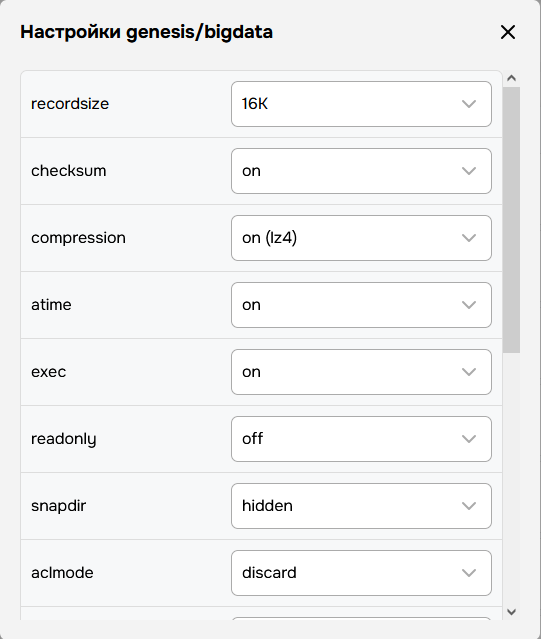 Настройки genesis/bigdata
recordsize 16K
checksum on
compression on (lz4)
atime on
exec on
readonly off
snapdir hidden
aclmode discard